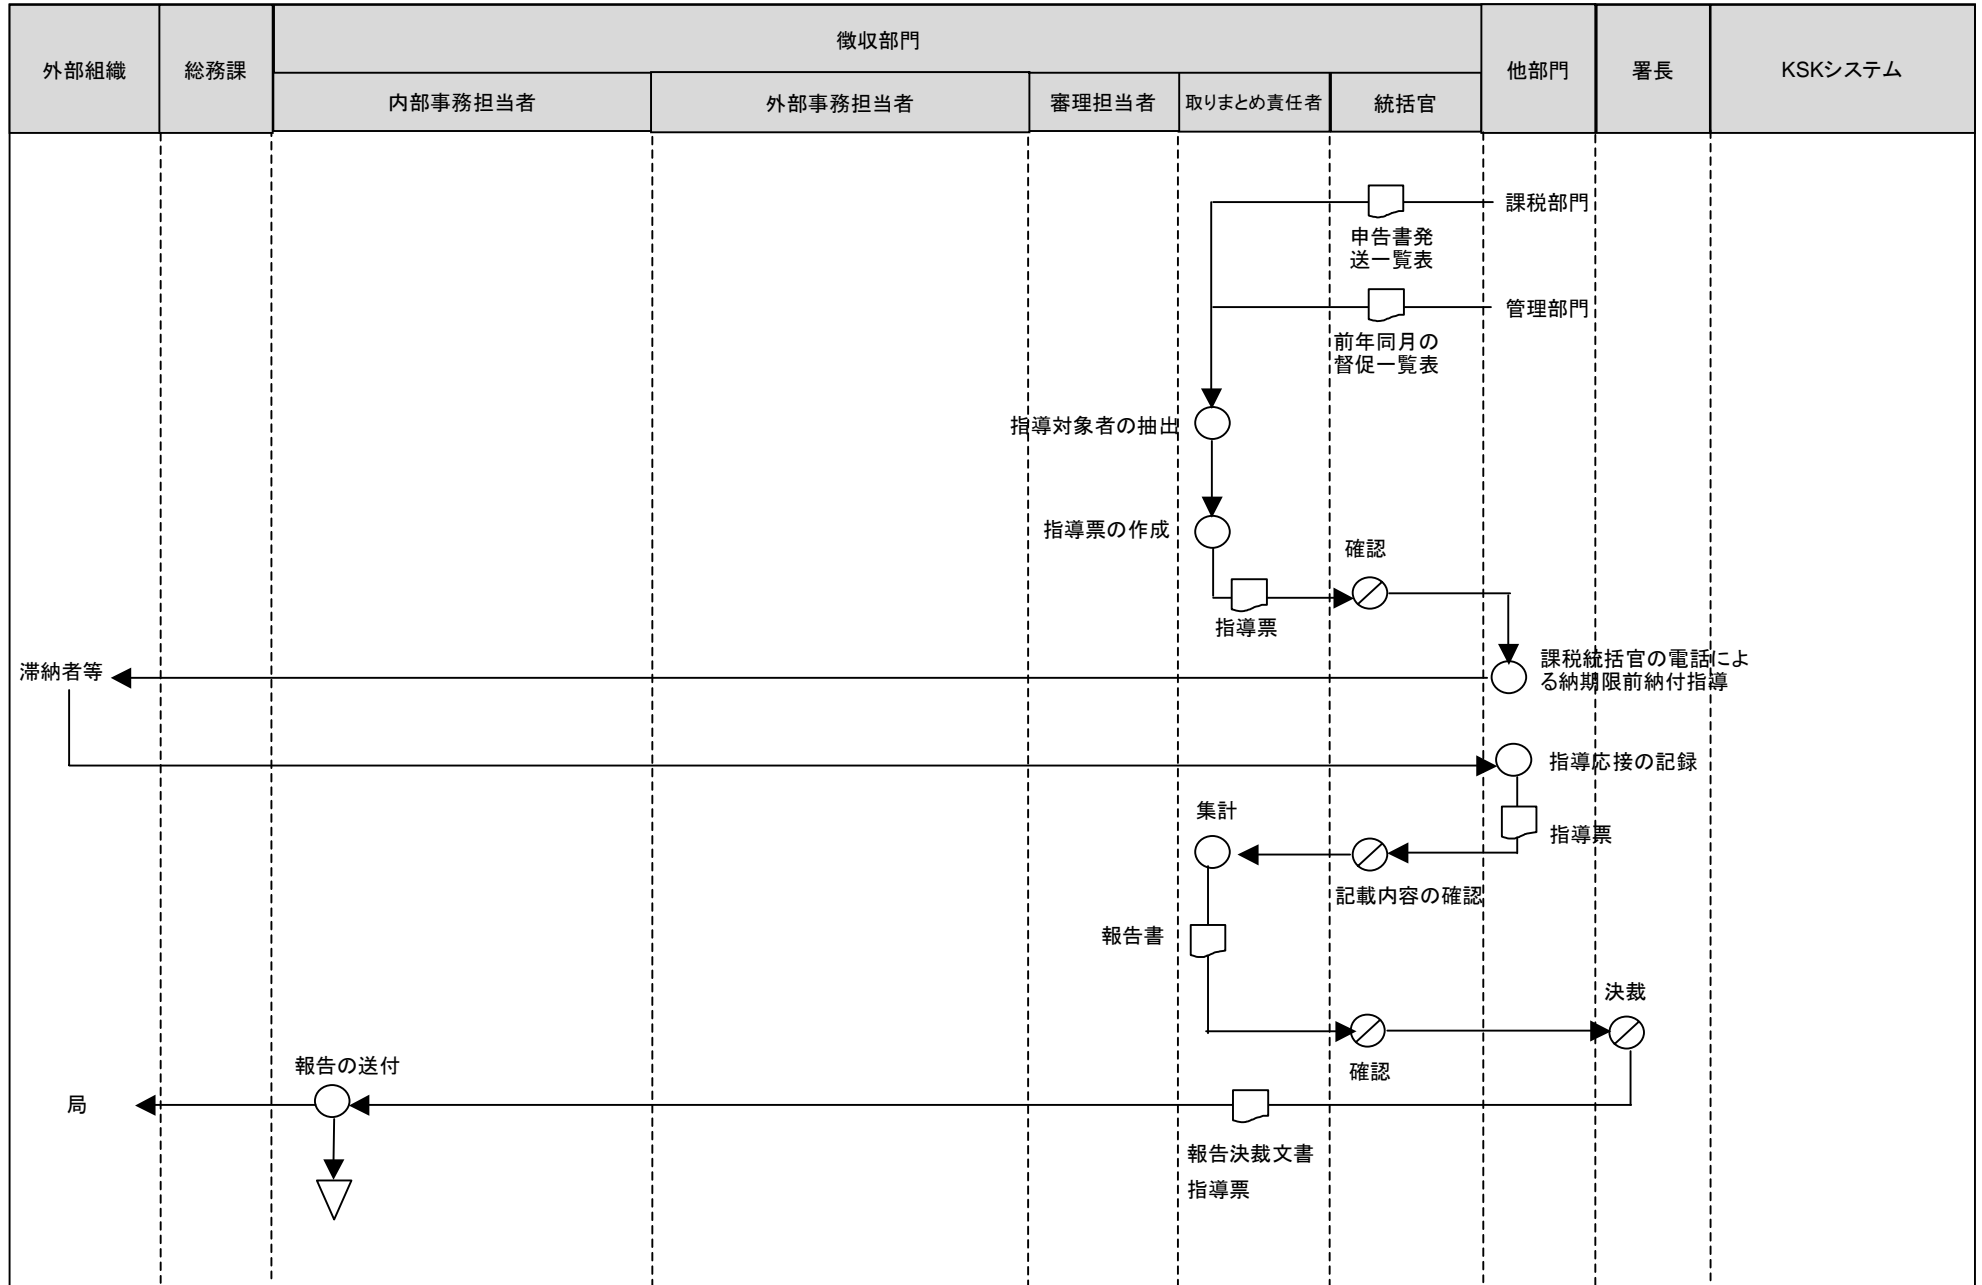 外部組織
総務課
徴収部門
内部事務担当者
外部事務担当者
審理担当者
取りまとめ責任者
統括官
他部門
署長
KSKシステム
課税部門
申告書発
送一覧表
管理部門
前年同月の
督促一覧表
指導対象者の抽出
指導票の作成
確認
指導票
滞納者等
課税統括官の電話によ
る納期限前納付指導
指導応接の記録
集計
指導票
記載内容の確認
報告書
決裁
確認
報告の送付
局
報告決裁文書
指導票